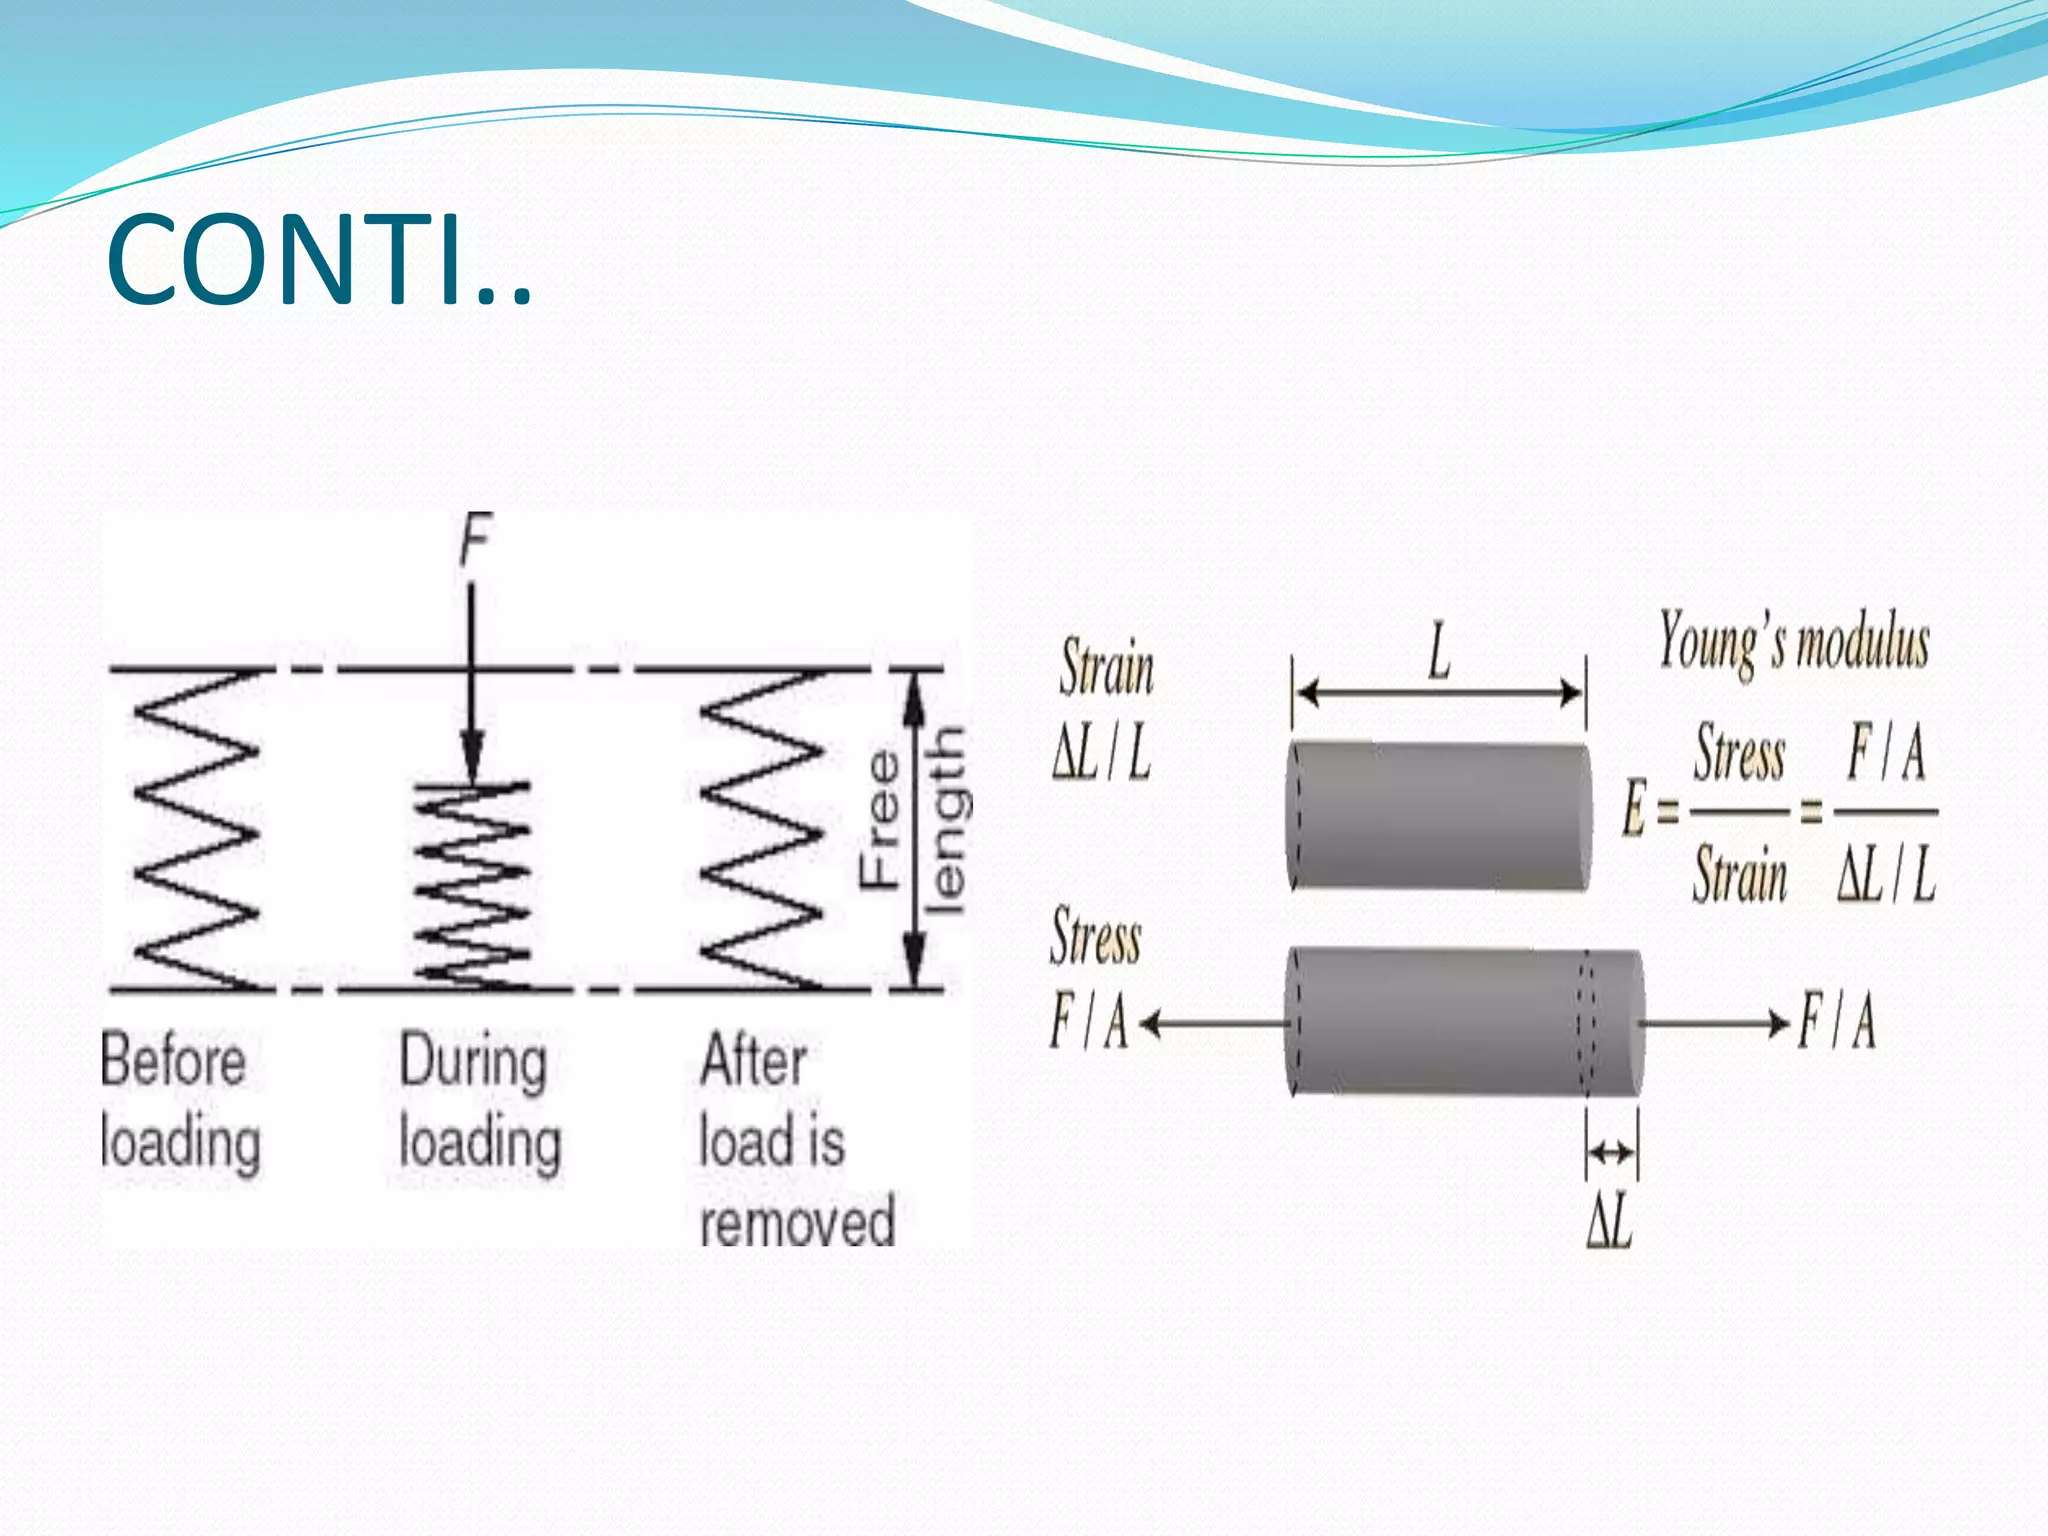 CONTI..
F
Free
length
Before
loading
During
loading
After
load is
removed
Strain
ΔL / L
L
Young's modulus
E = Stress / Strain = F / A / ΔL / L
Stress
F / A
F / A
ΔL